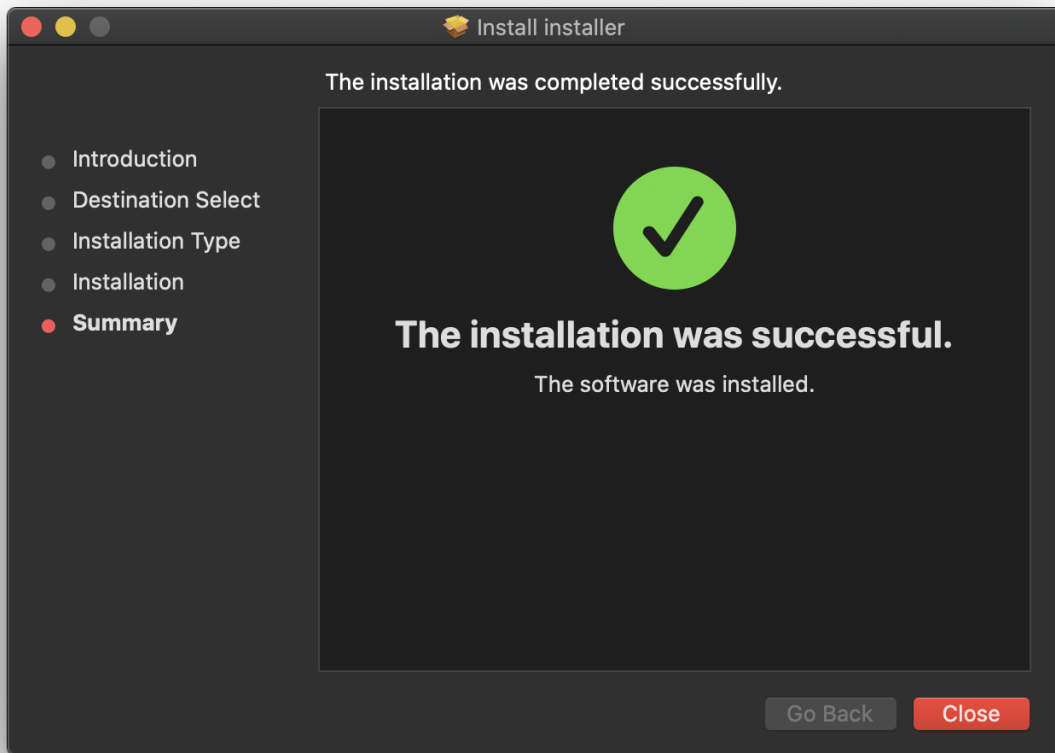 Install installer
The installation was completed successfully.
Introduction
Destination Select
Installation Type
Installation
Summary
The installation was successful.
The software was installed.
Go Back
Close